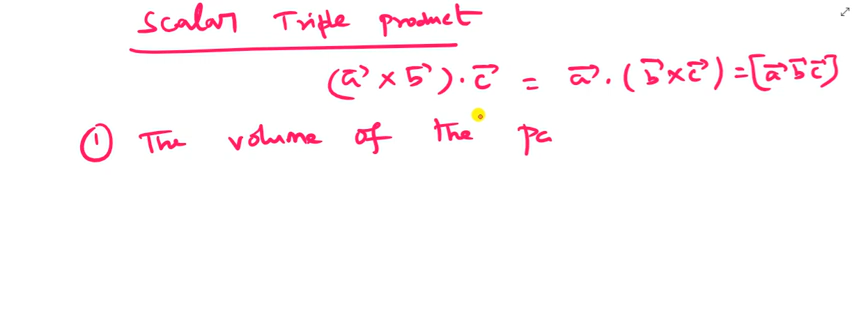 Scalar Triple product
(a⃗ × b⃗) · c⃗ = a⃗ · (b⃗ × c⃗) = [a⃗ b⃗ c⃗]
① The volume of the pa